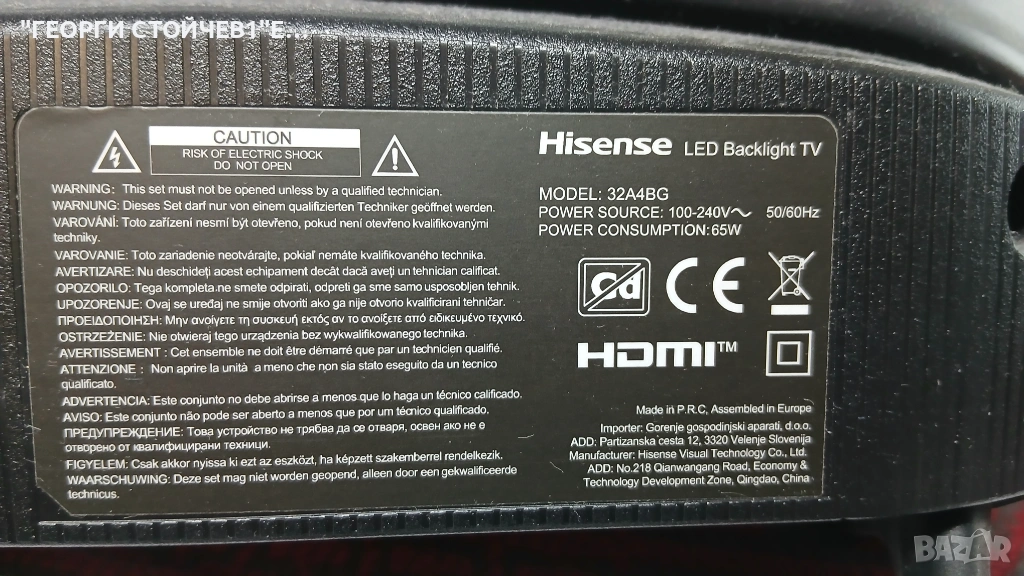 "ГЕОРГИ СТОЙЧЕВ1"Е...
CAUTION
RISK OF ELECTRIC SHOCK
DO NOT OPEN
WARNING: This set must not be opened unless by a qualified technician.
WARNUNG: Dieses Set darf nur von einem qualifizierten Techniker geöffnet werden.
VAROVÁNÍ: Toto zařízení nesmí být otevřeno, pokud není otevřeno kvalifikovanými
techniky.
VAROVANIE: Toto zariadenie neotvárajte, pokiaľ nemáte kvalifikovaného technika.
AVERTIZARE: Nu deschideți acest echipament decât dacă aveți un tehnician calificat.
OPOZORILO: Tega kompleta ne smete odpirati, odpreti ga sme samo usposobljen tehnik.
UPOZORENJE: Ovaj se uređaj ne smije otvoriti ako ga nije otvorio kvalificirani tehničar.
ΠΡΟΕΙΔΟΠΟΙΗΣΗ: Μην ανοίγετε τη συσκευή εκτός αν το ανοίξετε από ειδικευμένο τεχνικό.
OSTRZEŻENIE: Nie otwieraj tego urządzenia bez wykwalifikowanego technika.
AVERTISSEMENT : Cet ensemble ne doit être démarré que par un technicien qualifié.
ATTENZIONE : Non aprire la unità a meno che non sia stato eseguito da un tecnico
qualificato.
ADVERTENCIA: Este conjunto no debe abrirse a menos que lo haga un técnico calificado.
AVISO: Este conjunto não pode ser aberto a menos que por um técnico qualificado.
ПРЕДУПРЕЖДЕНИЕ: Това устройство не трябва да се отваря, освен ако не е
отворено от квалифицирани техници.
FIGYELEM: Csak akkor nyissa ki ezt az eszközt, ha képzett szakemberrel rendelkezik.
WAARSCHUWING: Deze set mag niet worden geopend, alleen door een gekwalificeerde
technicus.
Hisense LED Backlight TV
MODEL: 32A4BG
POWER SOURCE: 100-240V～ 50/60Hz
POWER CONSUMPTION: 65W
Cd CE
HDMI™
Made in P.R.C, Assembled in Europe
Importer: Gorenje gospodinjski aparati, d.o.o.
ADD: Partizanska cesta 12, 3320 Velenje Slovenija
Manufacturer: Hisense Visual Technology Co., Ltd.
ADD: No.218 Qianwangang Road, Economy &
Technology Development Zone, Qingdao, China
BAZAR